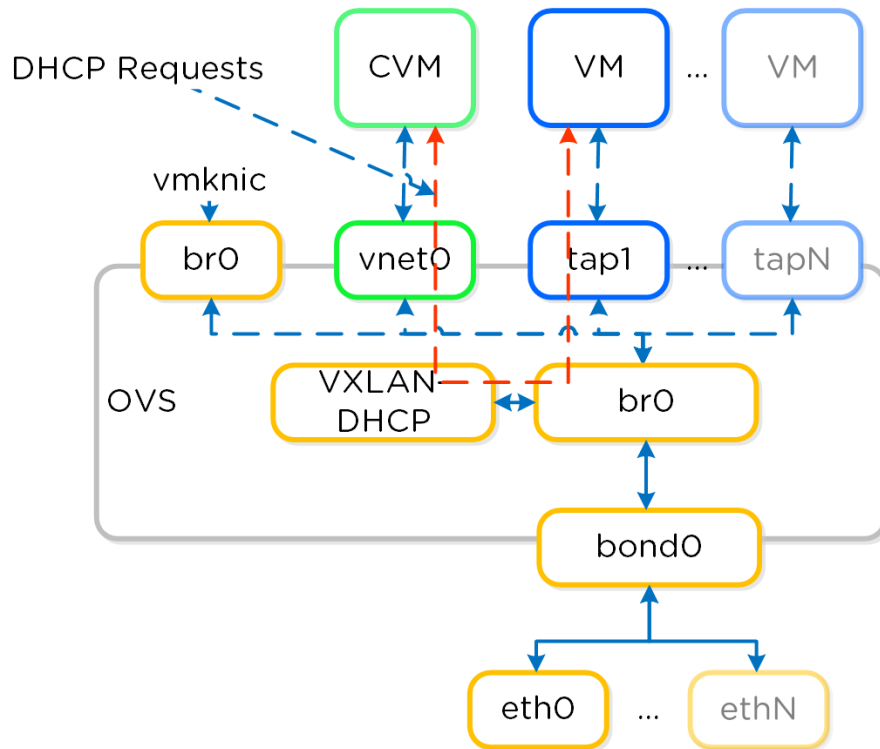 CVM
VM
...
VM
DHCP Requests
vmknic
br0
vnet0
tap1
...
tapN
OVS
VXLAN-
DHCP
br0
bond0
eth0
...
ethN